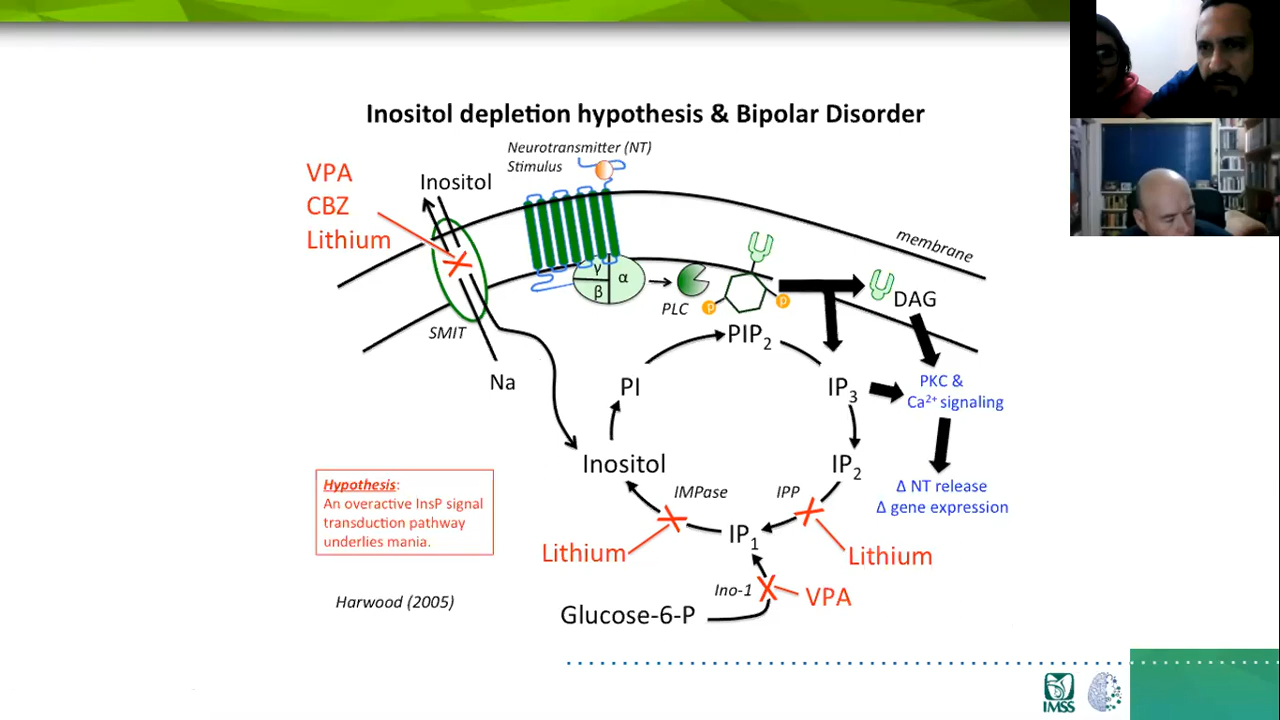 Inositol depletion hypothesis & Bipolar Disorder
Neurotransmitter (NT)
Stimulus
VPA
CBZ
Lithium
Inositol
membrane
γ
α
β
PLC
p
p
DAG
SMIT
PIP₂
Na
PI
IP₃
PKC &
Ca²⁺ signaling
Inositol
IP₂
Hypothesis:
An overactive InsP signal
transduction pathway
underlies mania.
IMPase
IPP
Δ NT release
Δ gene expression
IP₁
Lithium
Lithium
Ino-1
VPA
Harwood (2005)
Glucose-6-P
IMSS